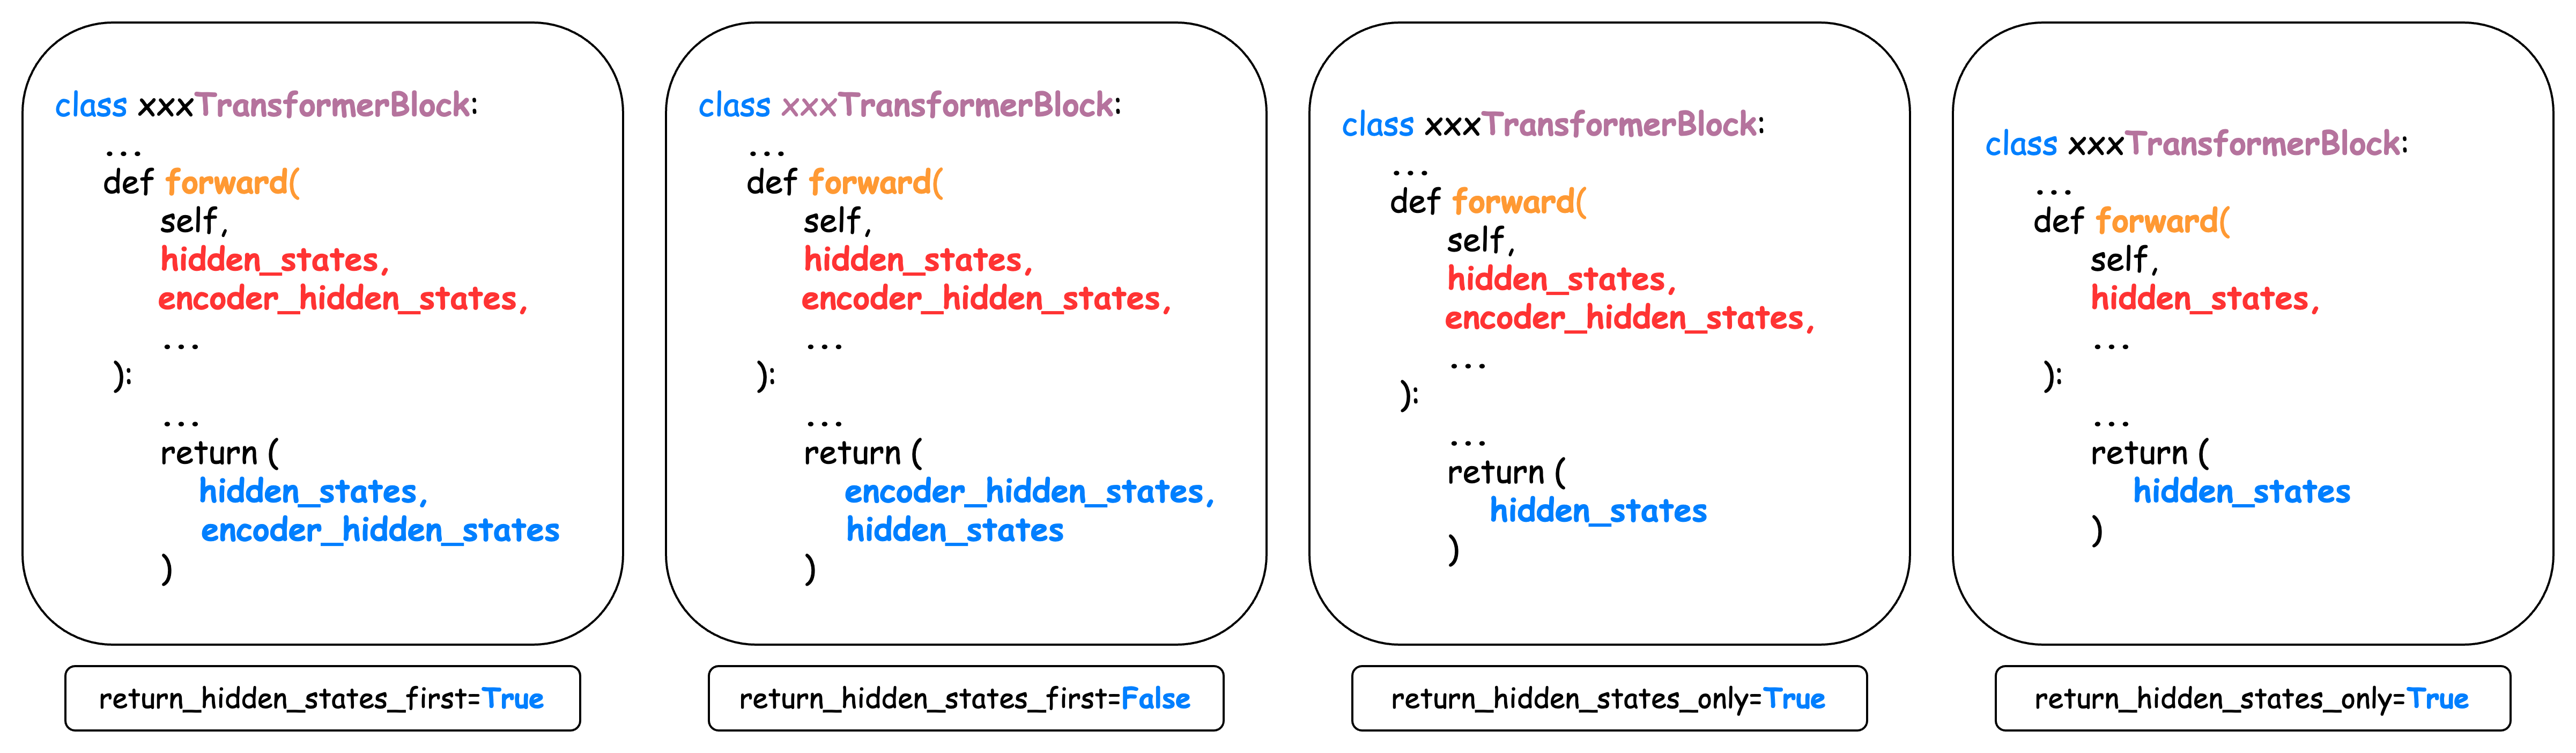 class xxxTransformerBlock:
...
def forward(
self,
hidden_states,
encoder_hidden_states,
...
):
...
return (
hidden_states,
encoder_hidden_states
)
return_hidden_states_first=True
class xxxTransformerBlock:
...
def forward(
self,
hidden_states,
encoder_hidden_states,
...
):
...
return (
encoder_hidden_states,
hidden_states
)
return_hidden_states_first=False
class xxxTransformerBlock:
...
def forward(
self,
hidden_states,
encoder_hidden_states,
...
):
...
return (
hidden_states
)
return_hidden_states_only=True
class xxxTransformerBlock:
...
def forward(
self,
hidden_states,
...
):
...
return (
hidden_states
)
return_hidden_states_only=True